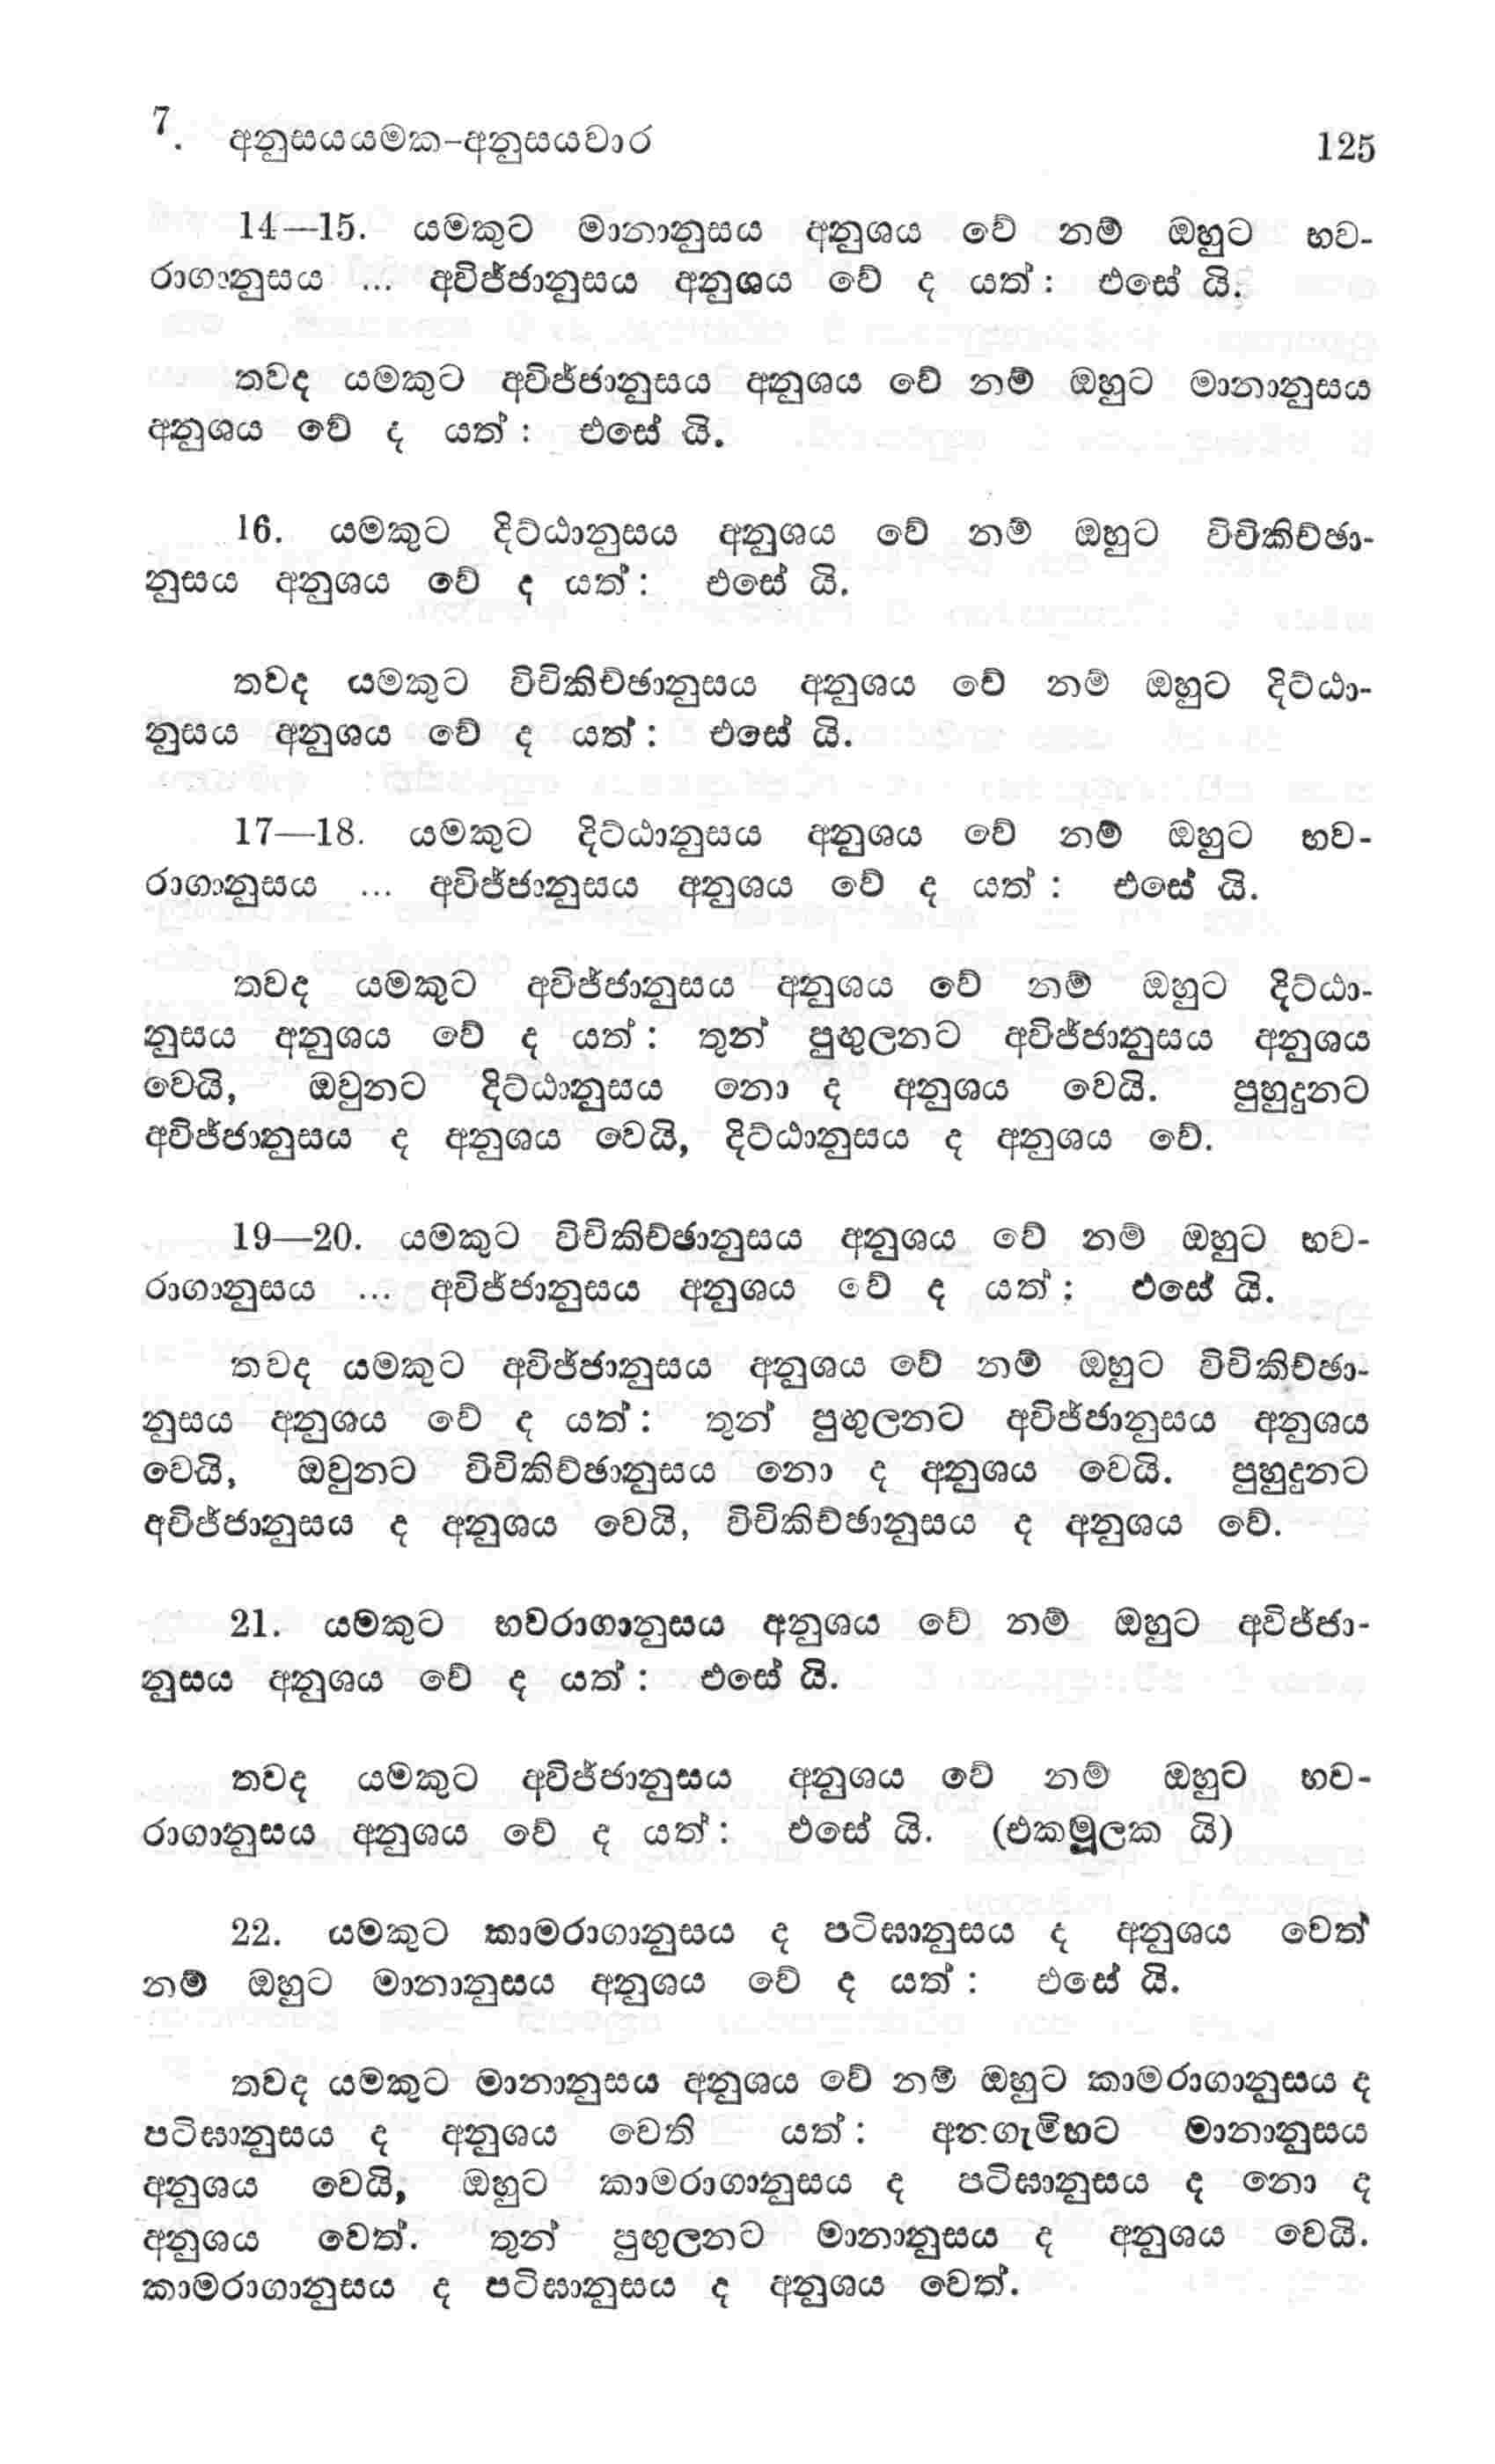 7. අනුසයයමක-අනුසයවාර 125
14—15. යමකුට මානානුසය අනුශය වේ නම් ඔහුට භව-
රාගානුසය ... අවිජ්ජානුසය අනුශය වේ ද යත්: එසේ යි.
තවද යමකුට අවිජ්ජානුසය අනුශය වේ නම් ඔහුට මානානුසය
අනුශය වේ ද යත්: එසේ යි.
16. යමකුට දිට්ඨානුසය අනුශය වේ නම් ඔහුට විචිකිච්ඡා-
නුසය අනුශය වේ ද යත්: එසේ යි.
තවද යමකුට විචිකිච්ඡානුසය අනුශය වේ නම් ඔහුට දිට්ඨා-
නුසය අනුශය වේ ද යත්: එසේ යි.
17—18. යමකුට දිට්ඨානුසය අනුශය වේ නම් ඔහුට භව-
රාගානුසය ... අවිජ්ජානුසය අනුශය වේ ද යත්: එසේ යි.
තවද යමකුට අවිජ්ජානුසය අනුශය වේ නම් ඔහුට දිට්ඨා-
නුසය අනුශය වේ ද යත්: තුන් පුඟුලනට අවිජ්ජානුසය අනුශය
වෙයි, ඔවුනට දිට්ඨානුසය නො ද අනුශය වෙයි. පුහුදුනට
අවිජ්ජානුසය ද අනුශය වෙයි, දිට්ඨානුසය ද අනුශය වේ.
19—20. යමකුට විචිකිච්ඡානුසය අනුශය වේ නම් ඔහුට භව-
රාගානුසය ... අවිජ්ජානුසය අනුශය වේ ද යත්: එසේ යි.
තවද යමකුට අවිජ්ජානුසය අනුශය වේ නම් ඔහුට විචිකිච්ඡා-
නුසය අනුශය වේ ද යත්: තුන් පුඟුලනට අවිජ්ජානුසය අනුශය
වෙයි, ඔවුනට විචිකිච්ඡානුසය නො ද අනුශය වෙයි. පුහුදුනට
අවිජ්ජානුසය ද අනුශය වෙයි, විචිකිච්ඡානුසය ද අනුශය වේ.
21. යමකුට භවරාගානුසය අනුශය වේ නම් ඔහුට අවිජ්ජා-
නුසය අනුශය වේ ද යත්: එසේ යි.
තවද යමකුට අවිජ්ජානුසය අනුශය වේ නම් ඔහුට භව-
රාගානුසය අනුශය වේ ද යත්: එසේ යි. (එකමූලක යි)
22. යමකුට කාමරාගානුසය ද පටිඝානුසය ද අනුශය වෙත්
නම් ඔහුට මානානුසය අනුශය වේ ද යත්: එසේ යි.
තවද යමකුට මානානුසය අනුශය වේ නම් ඔහුට කාමරාගානුසය ද
පටිඝානුසය ද අනුශය වෙති යත්: අනගැමිහට මානානුසය
අනුශය වෙයි, ඔහුට කාමරාගානුසය ද පටිඝානුසය ද නො ද
අනුශය වෙත්. තුන් පුඟුලනට මානානුසය ද අනුශය වෙයි.
කාමරාගානුසය ද පටිඝානුසය ද අනුශය වෙත්.